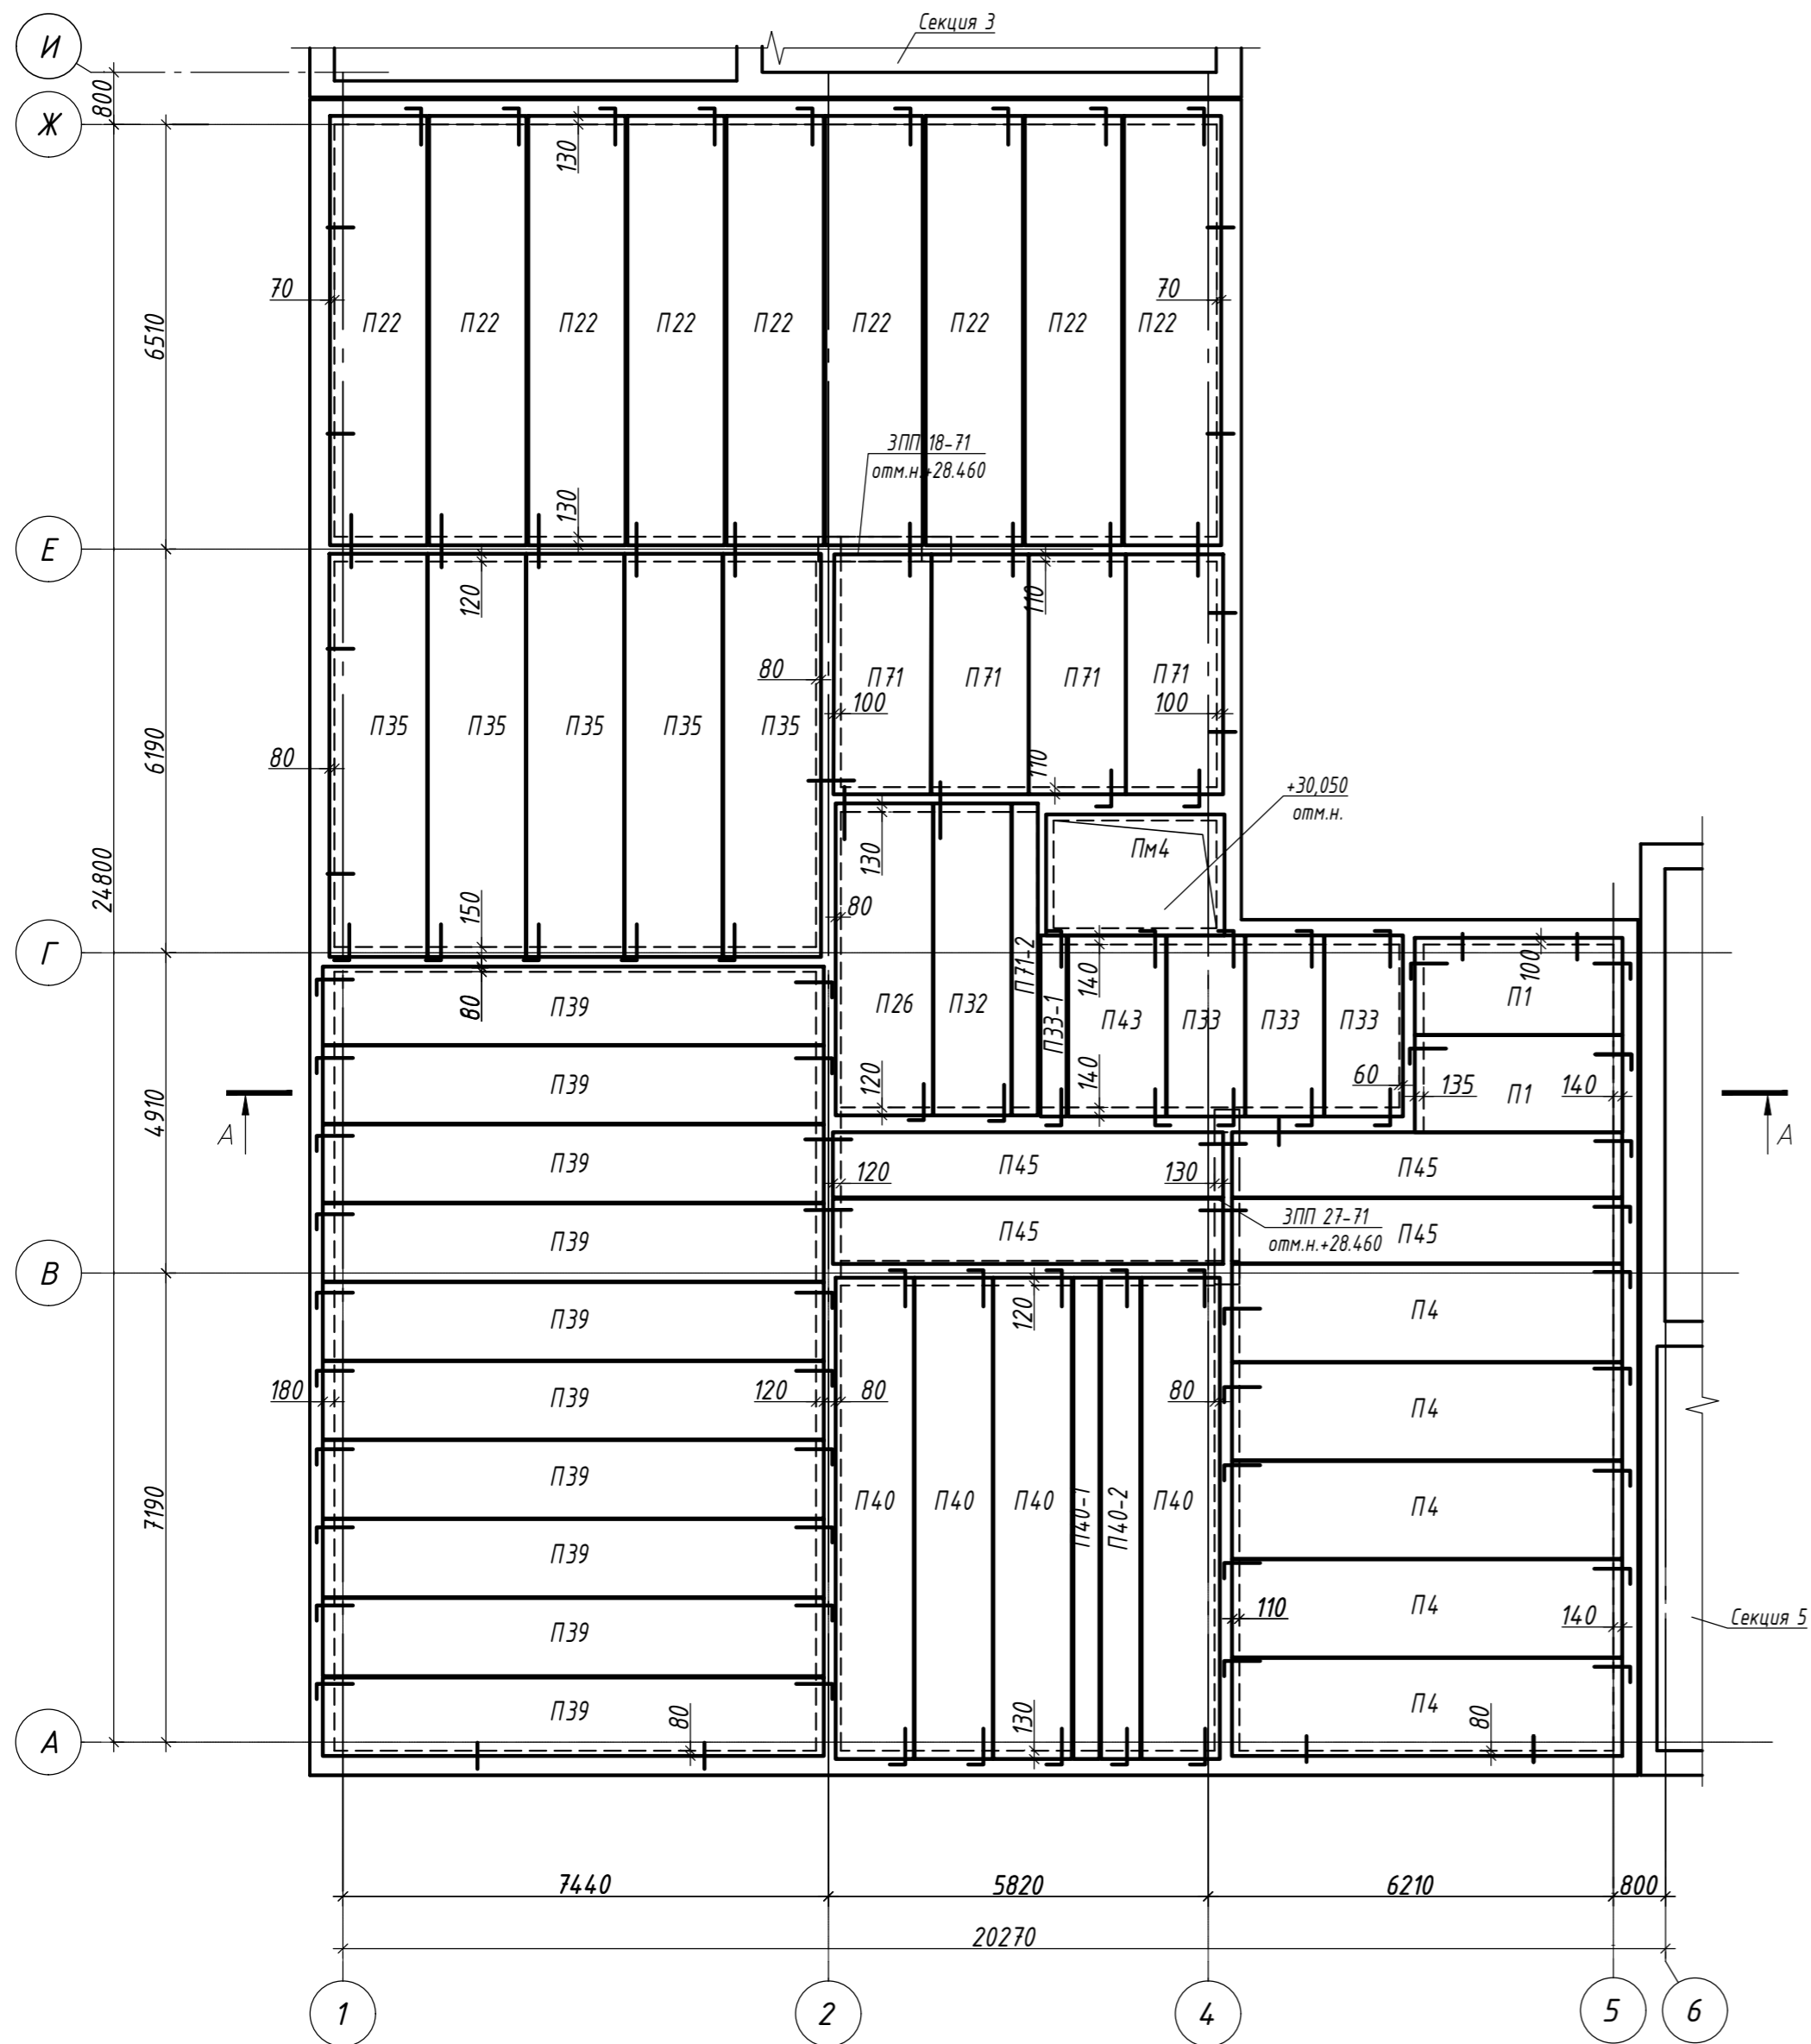 Секция 3
И
800
Ж
130
6510
70
70
П22
П22
П22
П22
П22
П22
П22
П22
П22
ЗПП 18-71
отм.н.+28.460
130
Е
120
110
80
П71
П71
П71
П71
100
100
П35
П35
П35
П35
П35
80
6190
110
+30,050
отм.н.
Пм4
130
24800
80
150
Г
П71-2
140
100
П1
80
П39
П26
П32
П33-1
П43
П33
П33
П33
П39
120
140
60
135
140
П1
4910
А
А
П39
120
П45
130
П45
П39
П45
ЗПП 27-71
отм.н.+28.460
П45
В
П39
120
П4
180
П39
120
80
80
П4
П39
П40
П40
П40
П40-1
П40-2
П40
П4
П39
7190
П39
110
П4
140
Секция 5
П39
80
130
П4
80
А
7440
5820
6210
800
20270
1
2
4
5
6